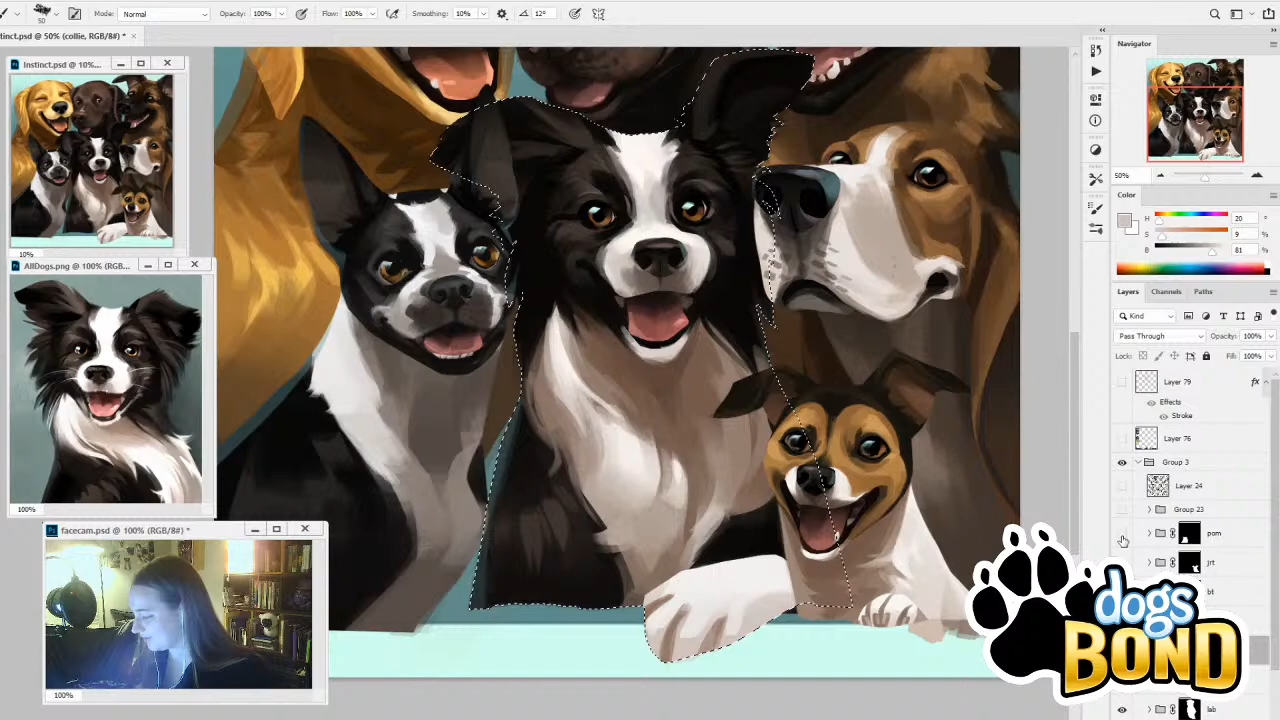 50
Mode: Normal
Opacity: 100%
Flow: 100%
Smoothing: 10%
12°
tinct.psd @ 50% (collie, RGB/8#) *
Instinct.psd @ 10%...
10%
AllDogs.png @ 100% (RGB...
100%
facecam.psd @ 100% (RGB/8#) *
100%
Navigator
50%
Color
H
20
°
S
9
%
B
81
%
Layers
Channels
Paths
Kind
Pass Through
Opacity: 100%
Lock:
Fill: 100%
Layer 79
fx
Effects
Stroke
Layer 76
Group 3
Layer 24
Group 23
pom
jrt
bt
lab
dogs
BOND